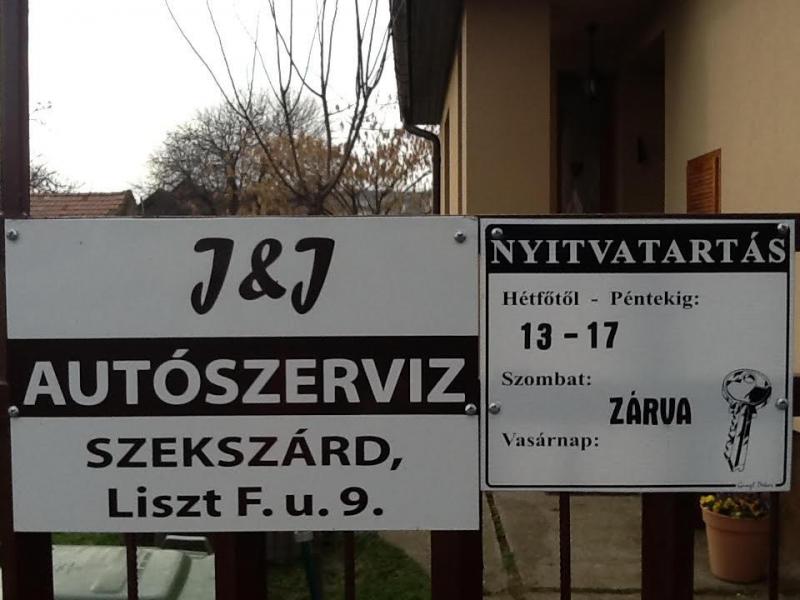 J&J
AUTÓSZERVIZ
SZEKSZÁRD,
Liszt F. u. 9.
NYITVATARTÁS
Hétfőtől - Péntekig:
13 - 17
Szombat:
ZÁRVA
Vasárnap: